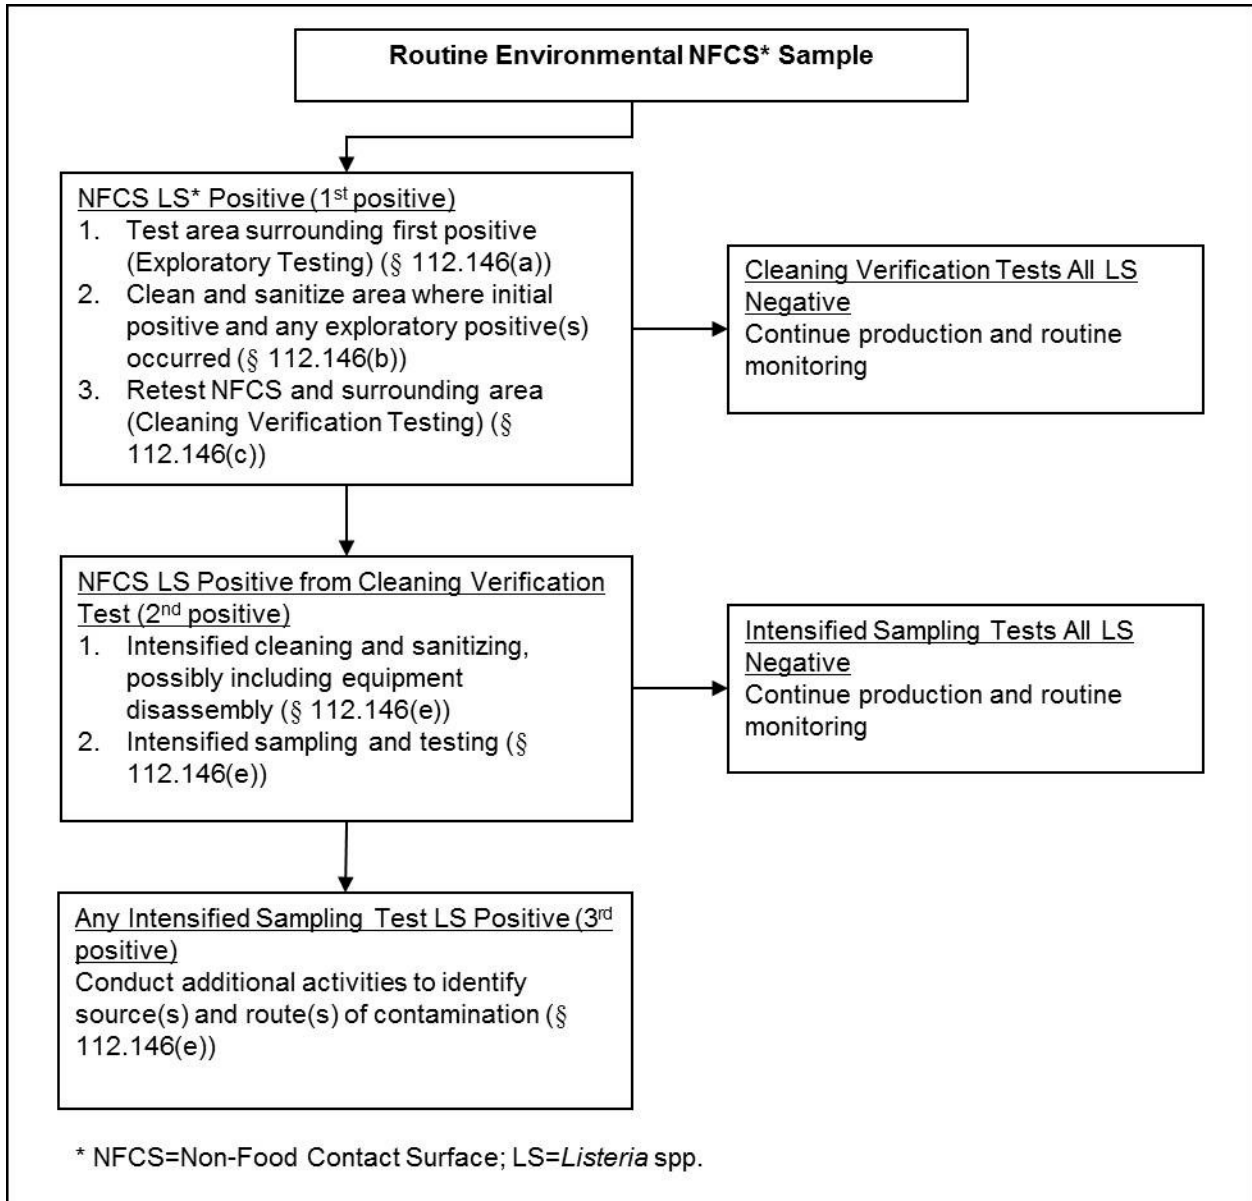 Routine Environmental NFCS* Sample
NFCS LS* Positive (1st positive)
1. Test area surrounding first positive
(Exploratory Testing) (§ 112.146(a))
2. Clean and sanitize area where initial
positive and any exploratory positive(s)
occurred (§ 112.146(b))
3. Retest NFCS and surrounding area
(Cleaning Verification Testing) (§
112.146(c))
Cleaning Verification Tests All LS
Negative
Continue production and routine
monitoring
NFCS LS Positive from Cleaning Verification
Test (2nd positive)
1. Intensified cleaning and sanitizing,
possibly including equipment
disassembly (§ 112.146(e))
2. Intensified sampling and testing (§
112.146(e))
Intensified Sampling Tests All LS
Negative
Continue production and routine
monitoring
Any Intensified Sampling Test LS Positive (3rd
positive)
Conduct additional activities to identify
source(s) and route(s) of contamination (§
112.146(e))
* NFCS=Non-Food Contact Surface; LS=Listeria spp.